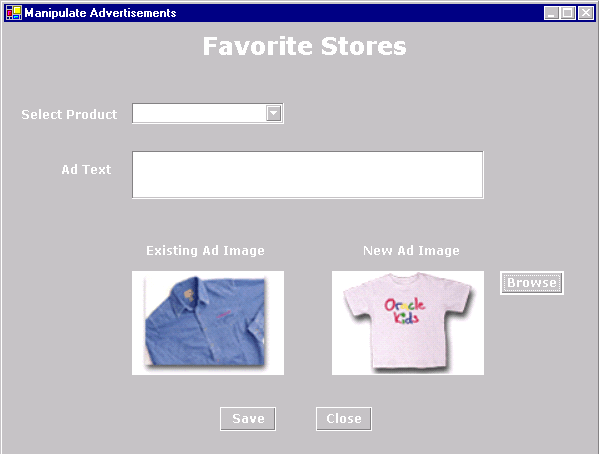 Manipulate Advertisements
Favorite Stores
Select Product
Ad Text
Existing Ad Image
New Ad Image
Browse
Oracle
Kids
Save
Close